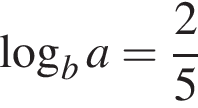 log_b a = 2/5